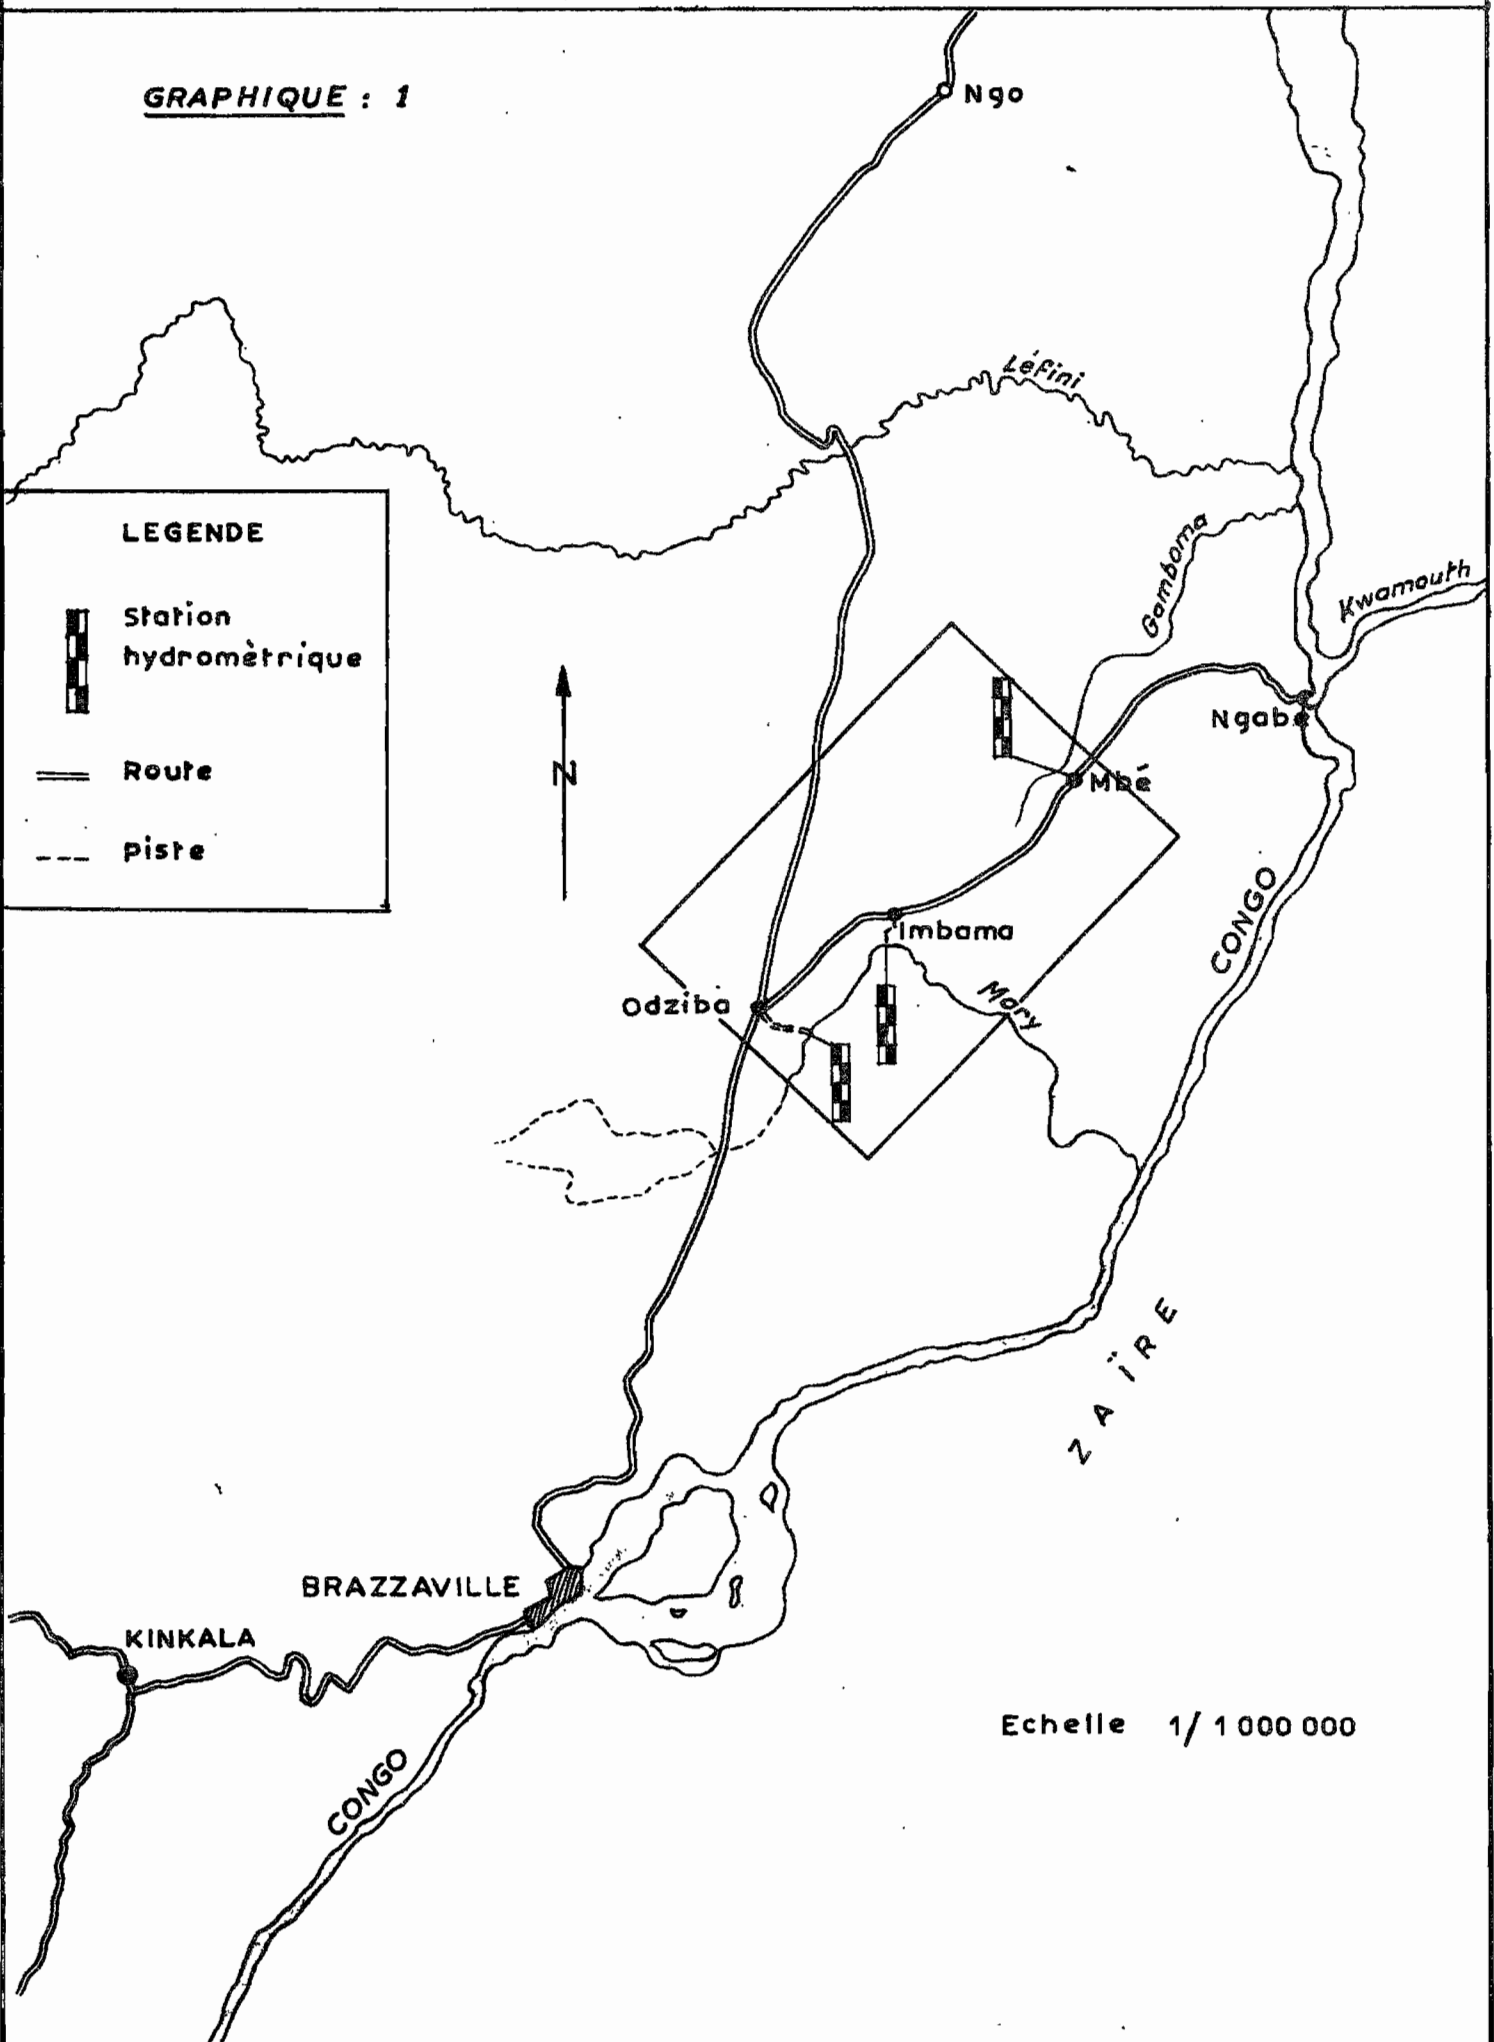 GRAPHIQUE : 1
Ngo
Léfini
LEGENDE
Station
hydromètrique
Route
Piste
N
Gamboma
Kwamouth
Ngabé
Mbé
Imbama
CONGO
Odziba
Mary
ZAÏRE
BRAZZAVILLE
KINKALA
Echelle 1/ 1 000 000
CONGO